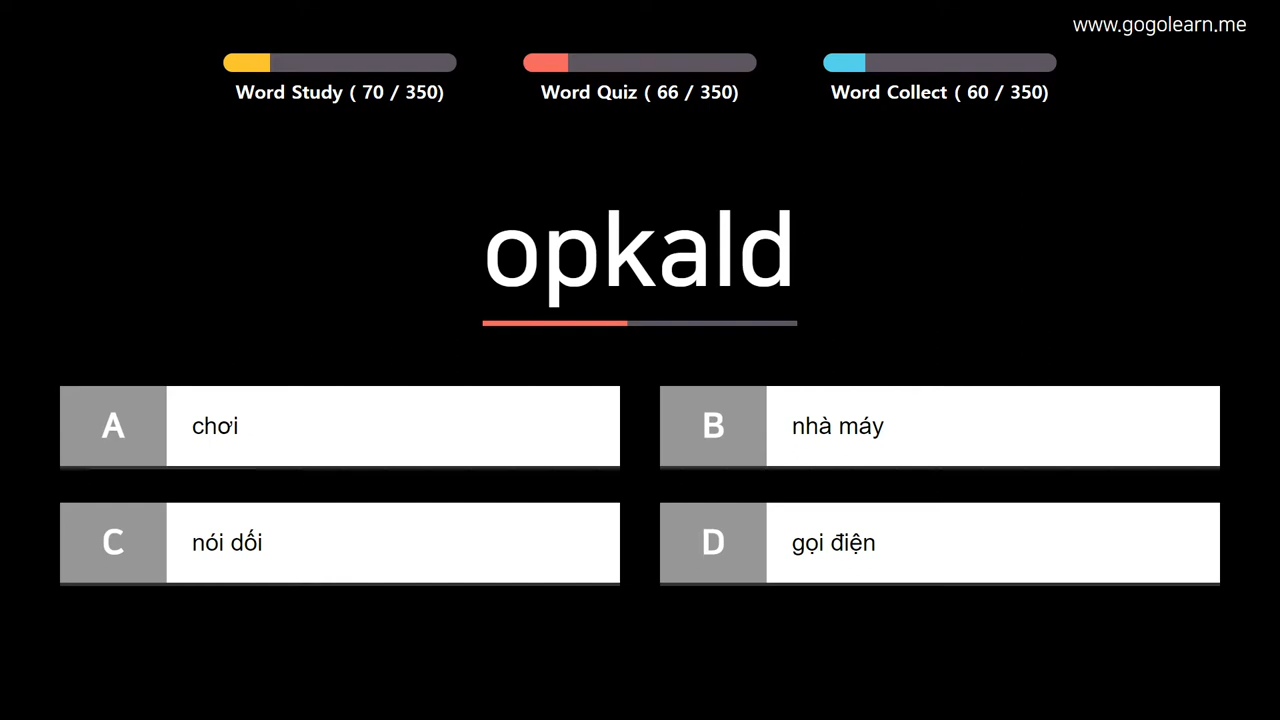 www.gogolearn.me
Word Study ( 70 / 350)
Word Quiz ( 66 / 350)
Word Collect ( 60 / 350)
opkald
A chơi
B nhà máy
C nói dối
D gọi điện